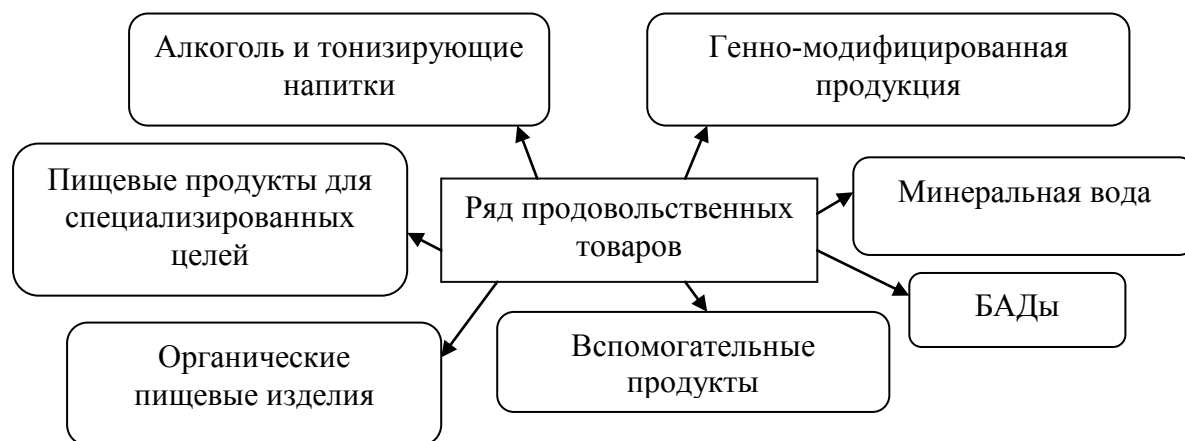 Алкоголь и тонизирующие
напитки
Генно-модифицированная
продукция
Пищевые продукты для
специализированных
целей
Ряд продовольственных
товаров
Минеральная вода
БАДы
Органические
пищевые изделия
Вспомогательные
продукты